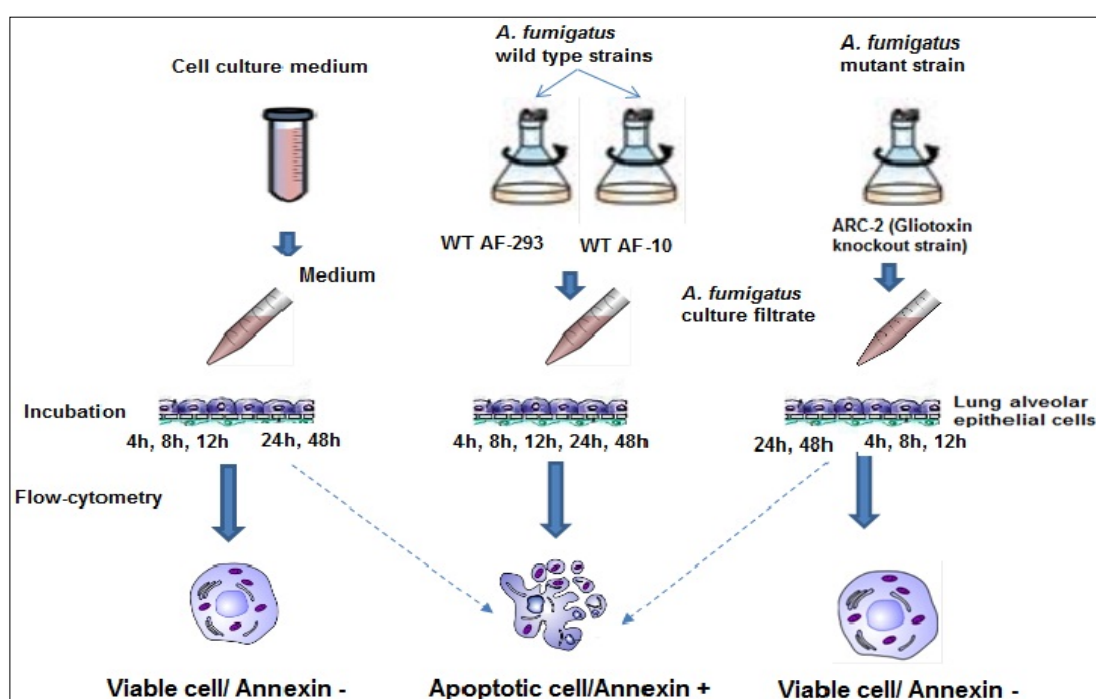 Cell culture medium
A. fumigatus
wild type strains
A. fumigatus
mutant strain
WT AF-293
WT AF-10
ARC-2 (Gliotoxin
knockout strain)
Medium
A. fumigatus
culture filtrate
Incubation
Lung alveolar
epithelial cells
4h, 8h, 12h
24h, 48h
4h, 8h, 12h, 24h, 48h
24h, 48h
4h, 8h, 12h
Flow-cytometry
Viable cell/ Annexin -
Apoptotic cell/Annexin +
Viable cell/ Annexin -